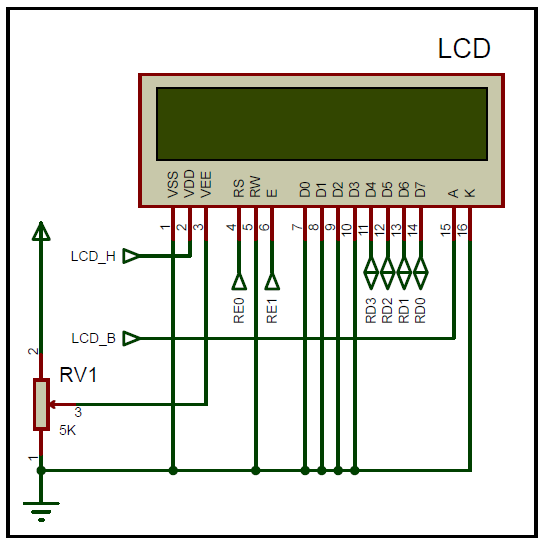 LCD
VSS VDD VEE RS RW E D0 D1 D2 D3 D4 D5 D6 D7 A K
1 2 3 4 5 6 7 8 9 10 11 12 13 14 15 16
LCD_H
RE0 RE1 RD3 RD2 RD1 RD0
LCD_B
2
RV1
3
5K
1